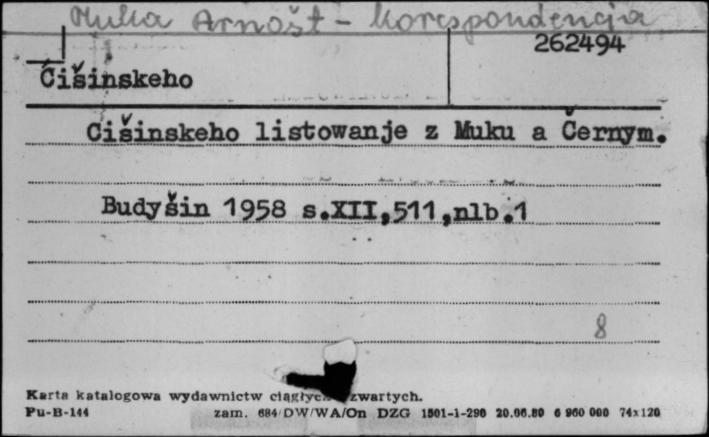 Muka Arnošt - korespondencja
262494
Ćišinskeho
Cišinskeho listowanje z Muku a Černym.
Budyšin 1958 s.XII,511,nlb.1
8
Karta katalogowa wydawnictw ciągłych zwartych.
Pu-B-144 zam. 684/DW/WA/On DZG 1501-1-290 20.06.80 6 960 000 74x120